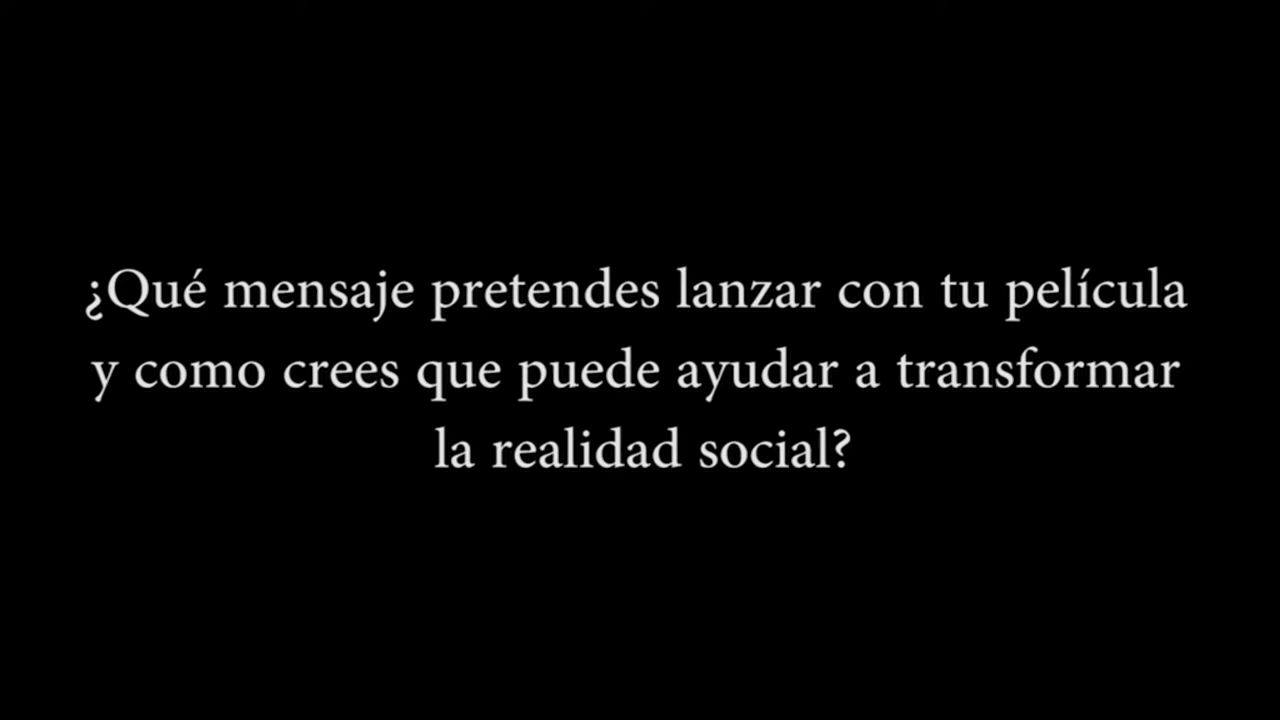 ¿Qué mensaje pretendes lanzar con tu película
y como crees que puede ayudar a transformar
la realidad social?